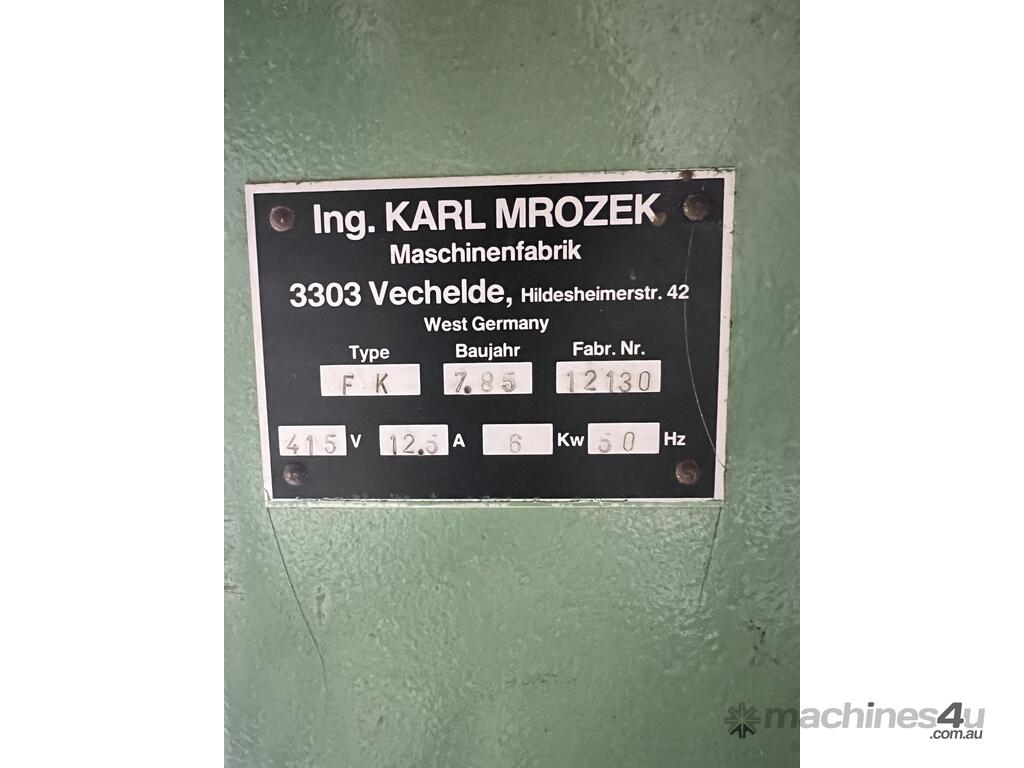 Ing. KARL MROZEK
Maschinenfabrik
3303 Vechelde, Hildesheimerstr. 42
West Germany
Type Baujahr Fabr. Nr.
F K 7.85 12130
415 V 12.5 A 6 Kw 50 Hz
machines4u
.com.au